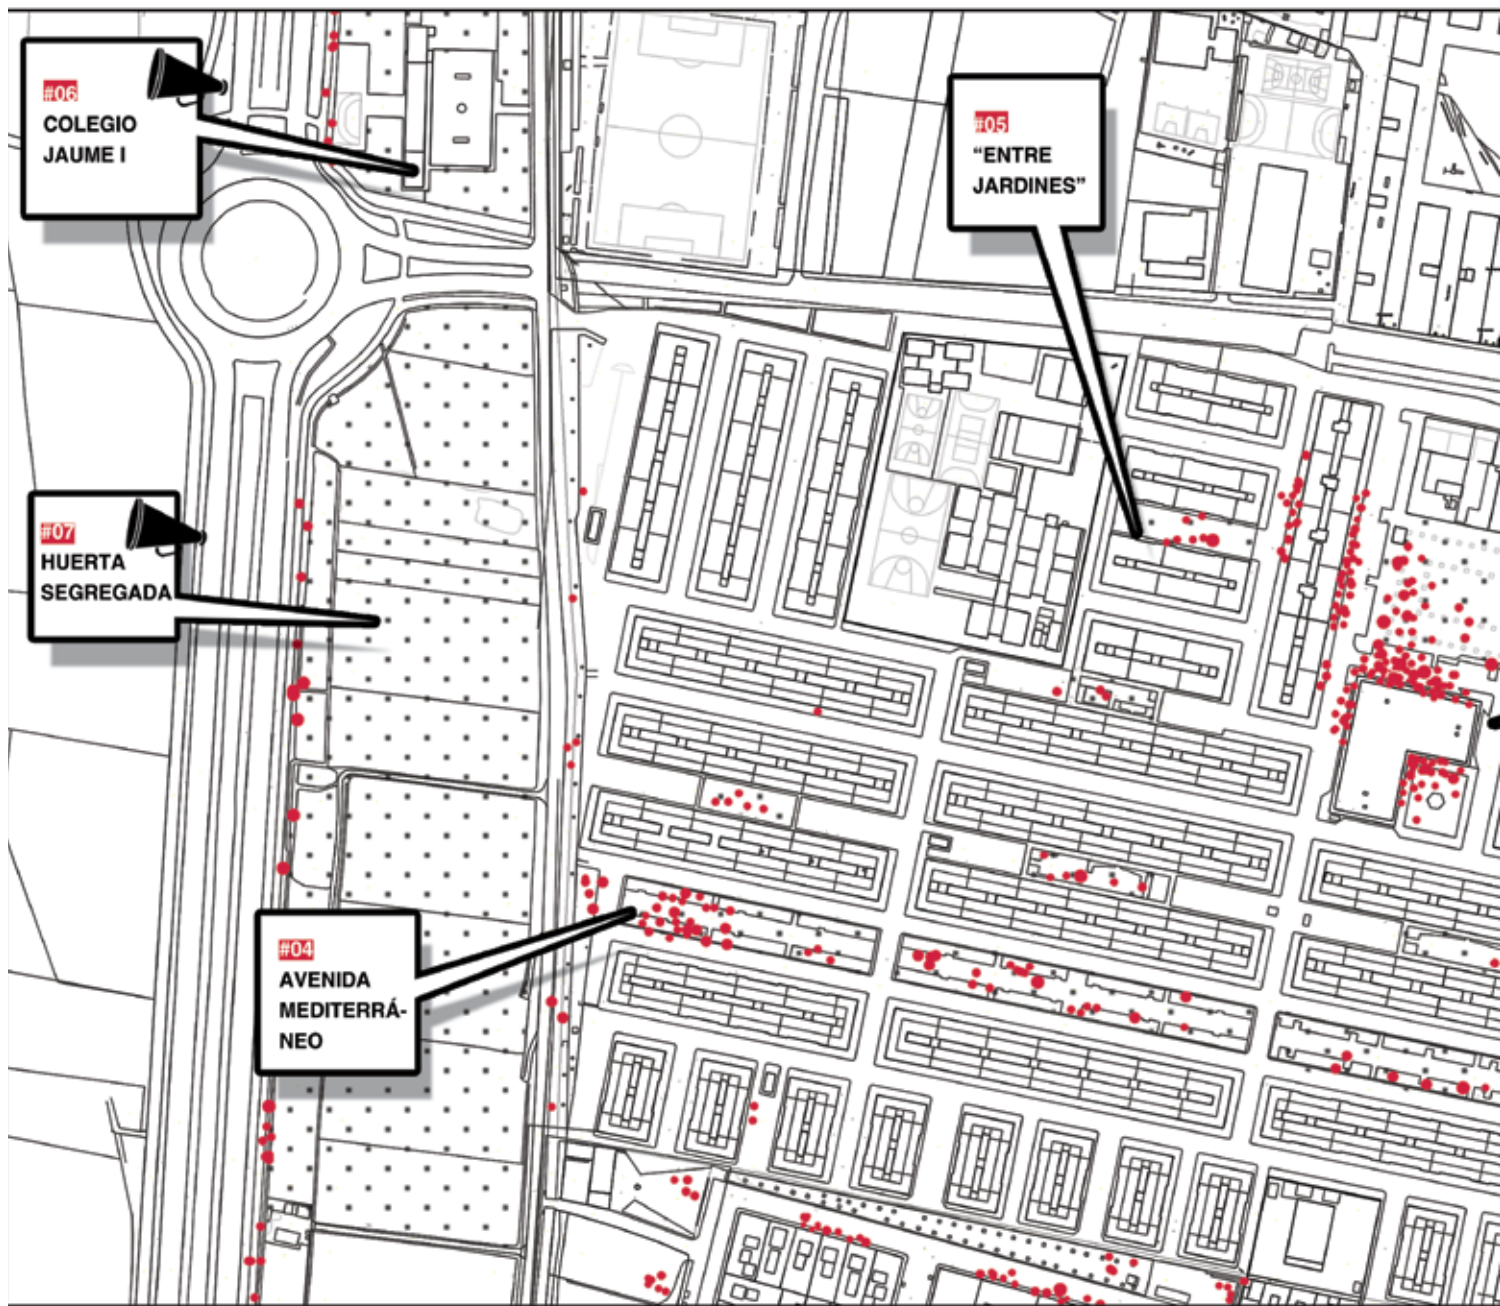 #06
COLEGIO
JAUME I
#05
“ENTRE
JARDINES”
#07
HUERTA
SEGREGADA
#04
AVENIDA
MEDITERRÁ-
NEO